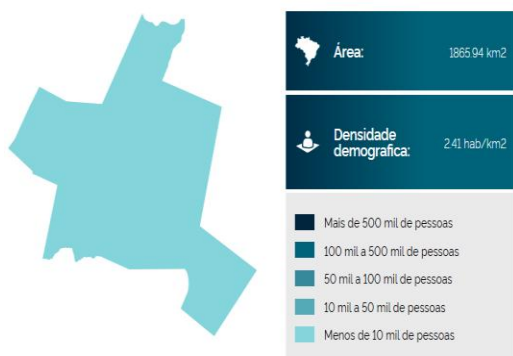 Área: 1865.94 km2
Densidade
demografica: 2.41 hab/km2
Mais de 500 mil de pessoas
100 mil a 500 mil de pessoas
50 mil a 100 mil de pessoas
10 mil a 50 mil de pessoas
Menos de 10 mil de pessoas